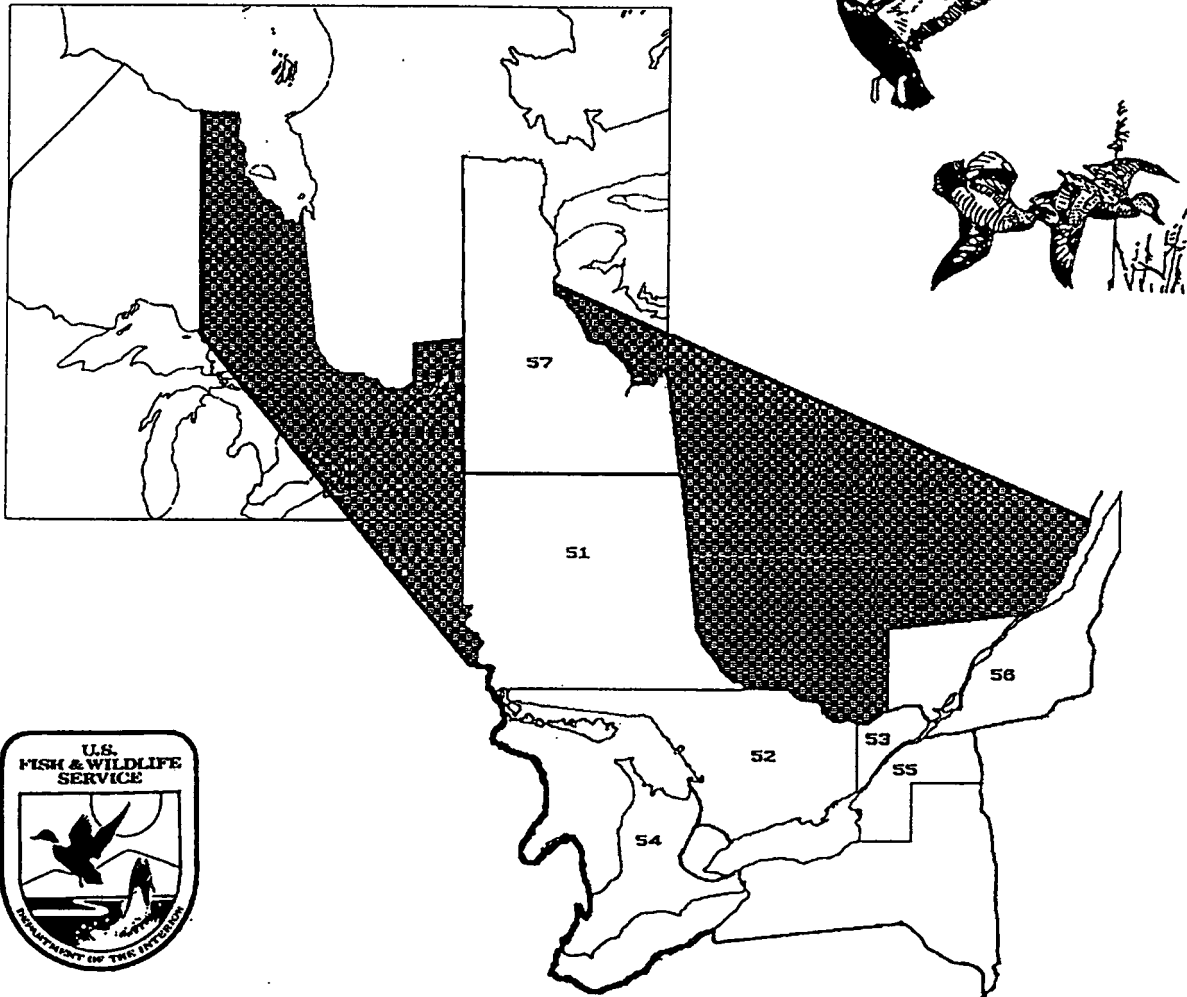 57
51
56
53
52
55
54
U.S.
FISH & WILDLIFE
SERVICE
DEPARTMENT OF THE INTERIOR